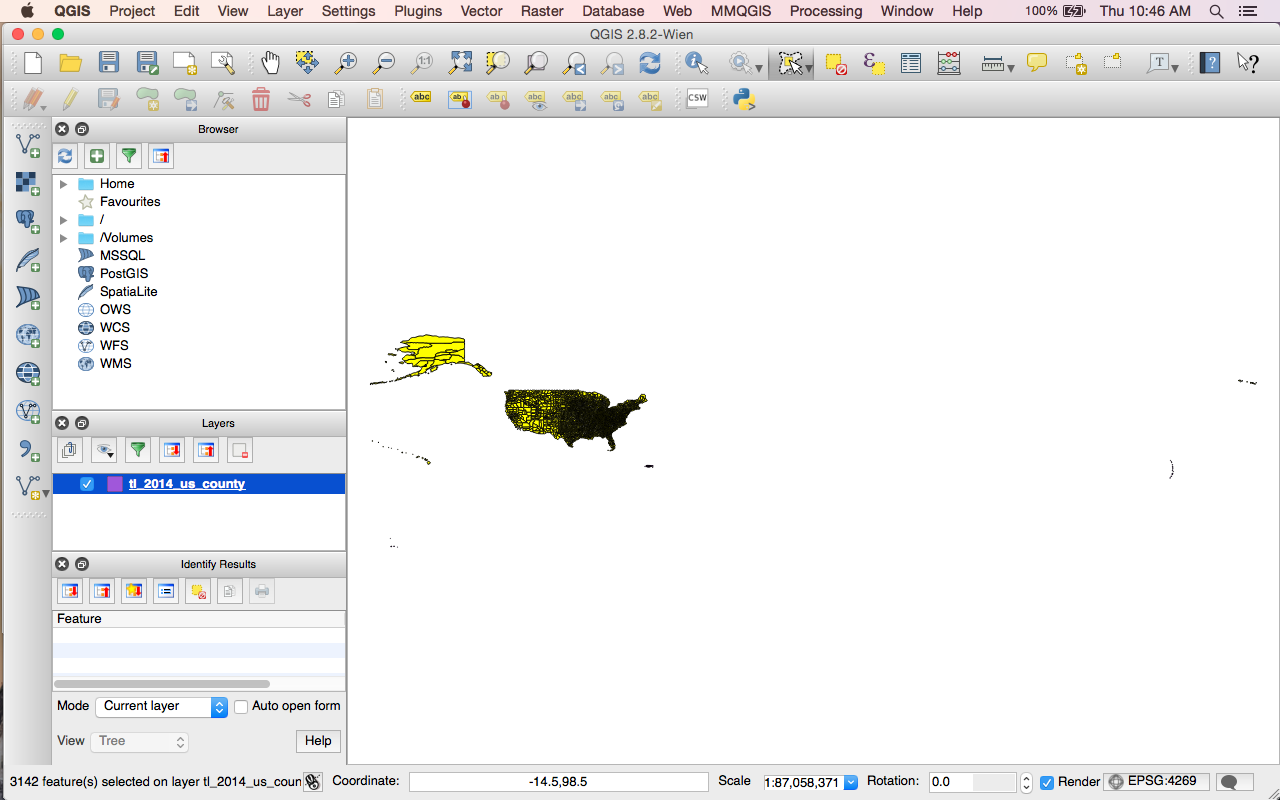 QGIS Project Edit View Layer Settings Plugins Vector Raster Database Web MMQGIS Processing Window Help 100% Thu 10:46 AM
QGIS 2.8.2-Wien
1:1 T ?
abc ab abc abc abc abc abc CSW
Browser
Home
Favourites
/
/Volumes
MSSQL
PostGIS
SpatiaLite
OWS
WCS
WFS
WMS
Layers
tl_2014_us_county
Identify Results
Feature
Mode Current layer Auto open form
View Tree Help
3142 feature(s) selected on layer tl_2014_us_coun Coordinate: -14.5,98.5 Scale 1:87,058,371 Rotation: 0.0 Render EPSG:4269